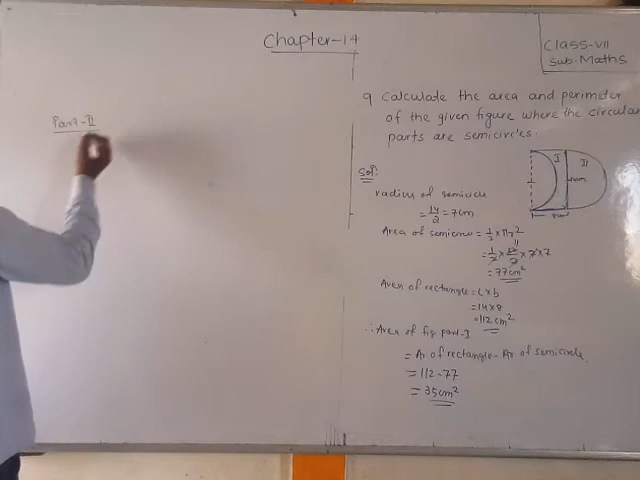 Chapter-14
Class-VII
Sub-Maths
Part-II
9 Calculate the area and perimeter
of the given figure where the circular
parts are semicircles.
Sol:
radius of semicircle
= 14/2 = 7cm
Area of semicircle = 1/2 × πr²
= 1/2 × 22/7 × 7 × 7
= 77cm²
Area of rectangle = l × b
= 14 × 8
= 112 cm²
∴ Area of fig part-I
= Ar of rectangle - Ar of semicircle
= 112 - 77
= 35cm²
I
II